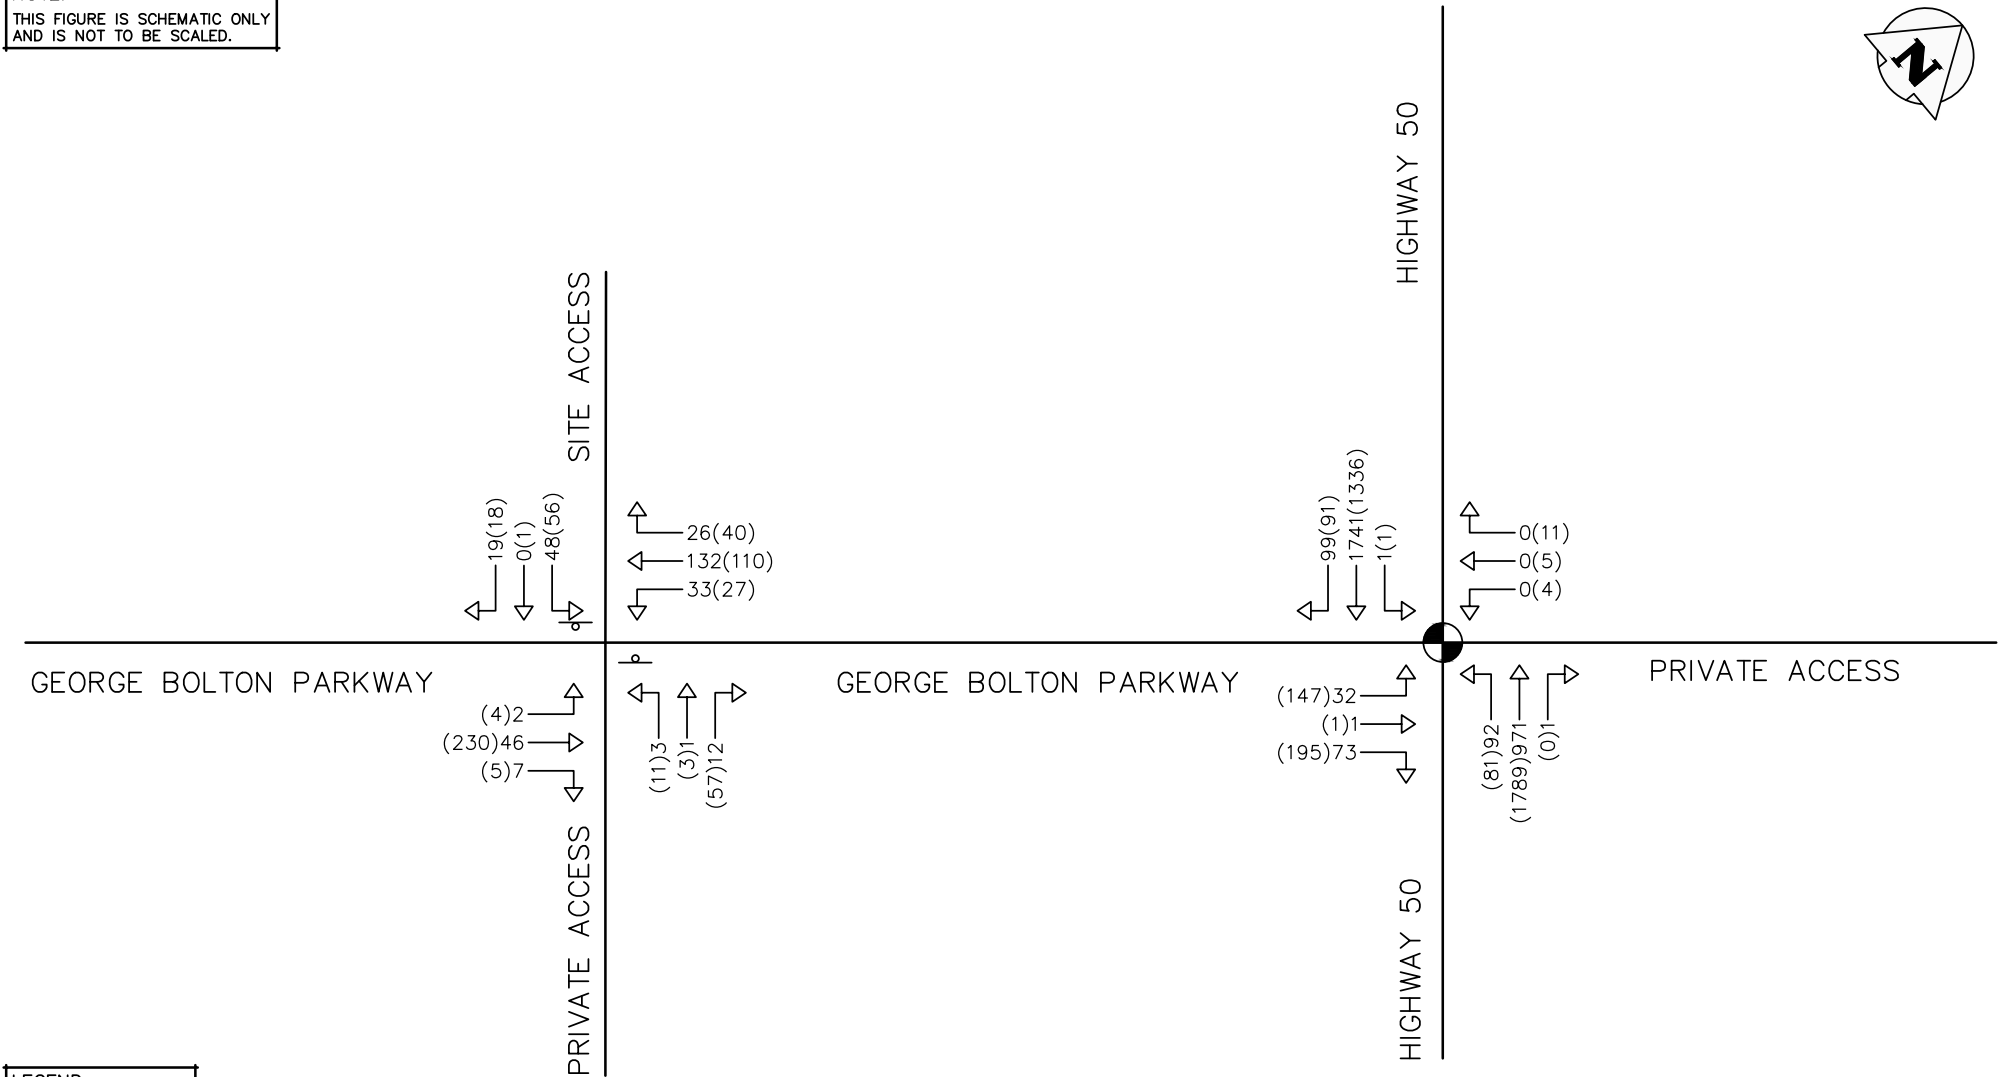 THIS FIGURE IS SCHEMATIC ONLY
AND IS NOT TO BE SCALED.
N
HIGHWAY 50
SITE ACCESS
19(18)
0(1)
48(56)
26(40)
132(110)
33(27)
99(91)
1741(1336)
1(1)
0(11)
0(5)
0(4)
GEORGE BOLTON PARKWAY
GEORGE BOLTON PARKWAY
PRIVATE ACCESS
(4)2
(230)46
(5)7
(11)3
(3)1
(57)12
(147)32
(1)1
(195)73
(81)92
(1789)971
(0)1
PRIVATE ACCESS
HIGHWAY 50